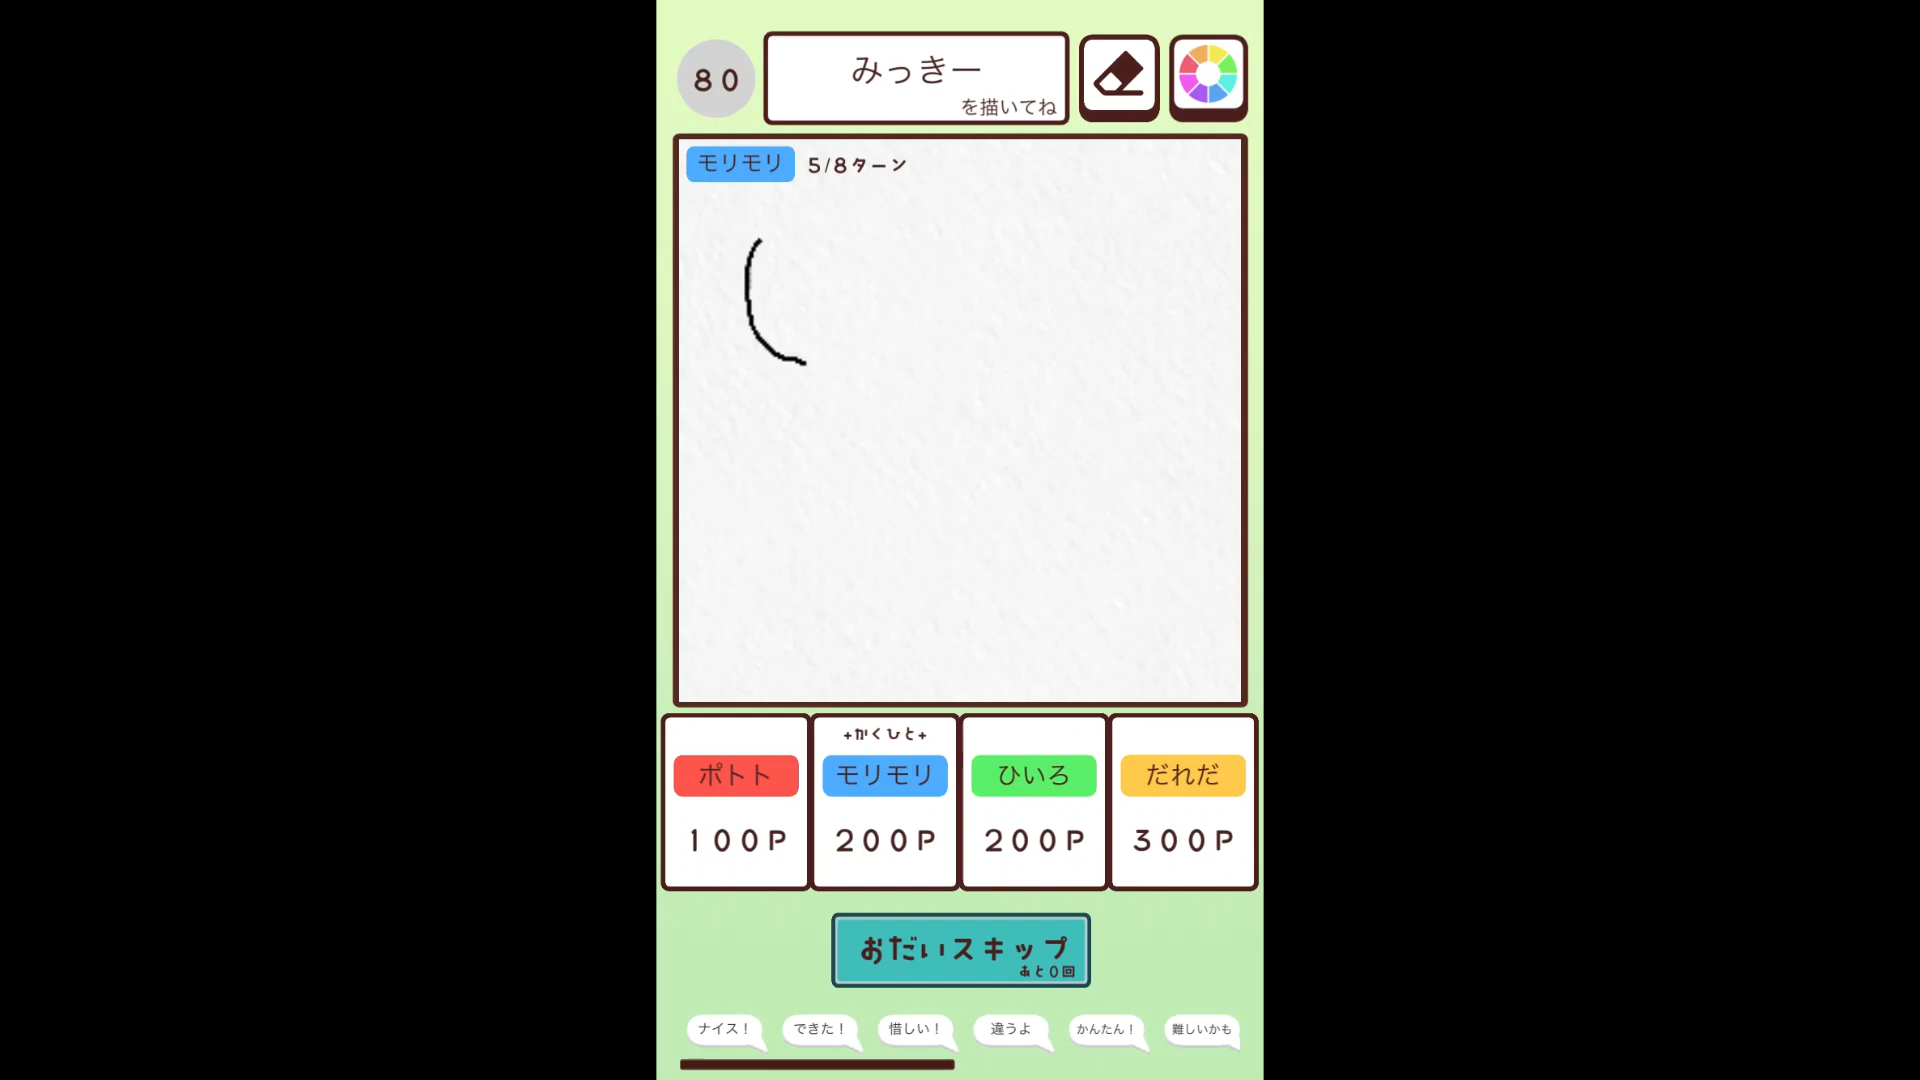 80
みっきー
を描いてね
モリモリ 5/8ターン
+かくひと+
ポトト モリモリ ひいろ だれだ
100P 200P 200P 300P
おだいスキップ
あと0回
ナイス！ できた！ 惜しい！ 違うよ かんたん！ 難しいかも